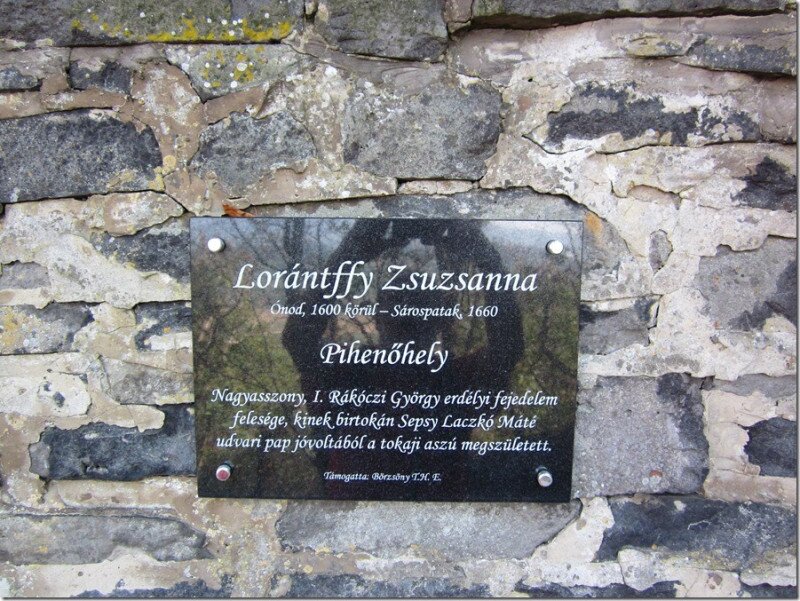 Lorántffy Zsuzsanna
Ónod, 1600 körül – Sárospatak, 1660
Pihenőhely
Nagyasszony, I. Rákóczi György erdélyi fejedelem
felesége, kinek birtokán Sepsy Laczkó Máté
udvari pap jóvoltából a tokaji aszú megszületett.
Támogatta: Börzsöny T.H. E.